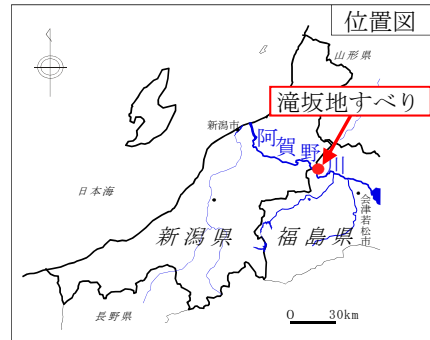 位置図
山形県
滝坂地すべり
新潟市
阿賀野川
日本海
会津若松市
新潟県
福島県
長野県
0 30km